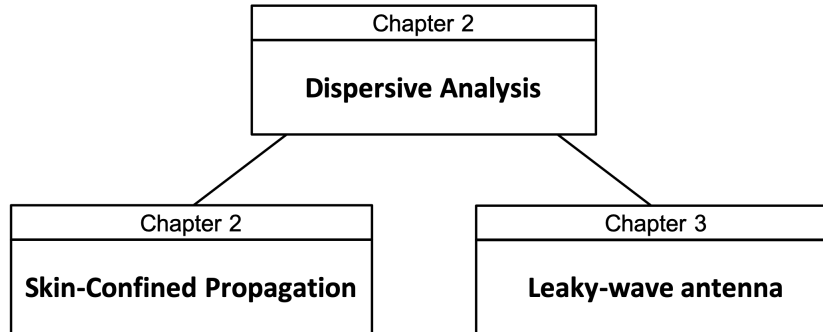 Chapter 2
Dispersive Analysis
Chapter 2
Skin-Confined Propagation
Chapter 3
Leaky-wave antenna